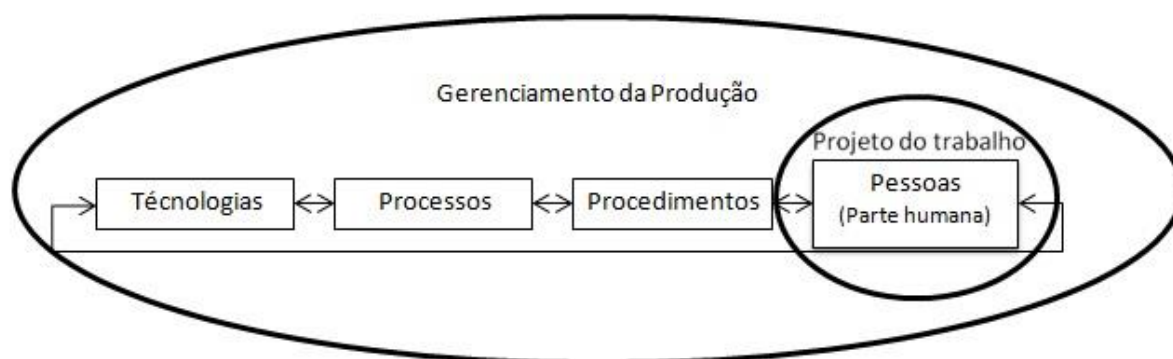 Gerenciamento da Produção
Projeto do trabalho
Técnologias
Processos
Procedimentos
Pessoas
(Parte humana)